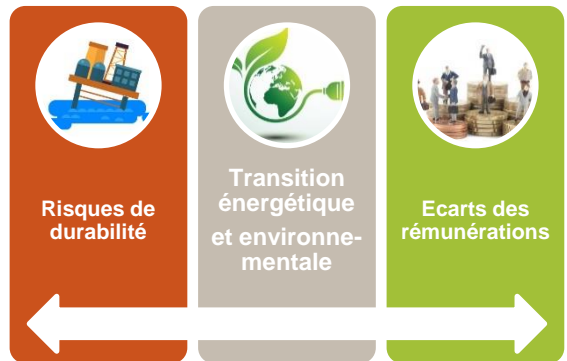 Risques de
durabilité
Transition
énergétique
et environne-
mentale
Ecarts des
rémunérations